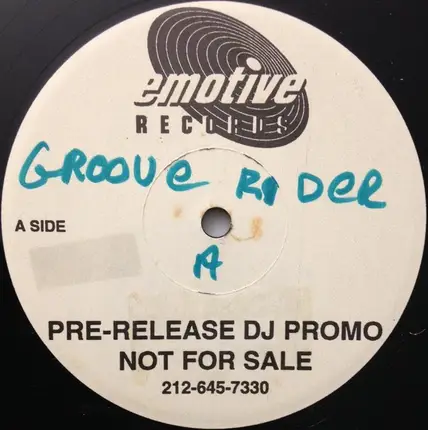 emotive
RECORDS
GROOVE RIDER
A SIDE
A
PRE-RELEASE DJ PROMO
NOT FOR SALE
212-645-7330